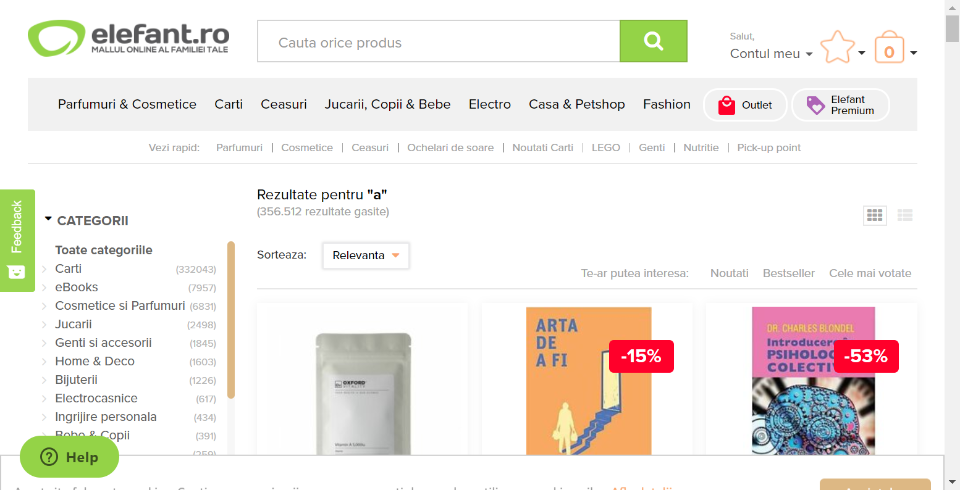 elefant.ro
MALLUL ONLINE AL FAMILIEI TALE
Cauta orice produs
Salut,
Contul meu
0
Parfumuri & Cosmetice
Carti
Ceasuri
Jucarii, Copii & Bebe
Electro
Casa & Petshop
Fashion
Outlet
Elefant
Premium
Vezi rapid: Parfumuri | Cosmetice | Ceasuri | Ochelari de soare | Noutati Carti | LEGO | Genti | Nutritie | Pick-up point
Feedback
CATEGORII
Toate categoriile
Carti (332043)
eBooks (7957)
Cosmetice si Parfumuri (6831)
Jucarii (2498)
Genti si accesorii (1845)
Home & Deco (1603)
Bijuterii (1226)
Electrocasnice (617)
Ingrijire personala (434)
Bebe & Copii (391)
(259)
Help
Rezultate pentru "a"
(356.512 rezultate gasite)
Sorteaza: Relevanta
Te-ar putea interesa: Noutati Bestseller Cele mai votate
OXFORD
VITALITY
ARTA
DE
A FI
-15%
DR. CHARLES BLONDEL
Introducere
PSIHOLOG
COLECTIV
-53%